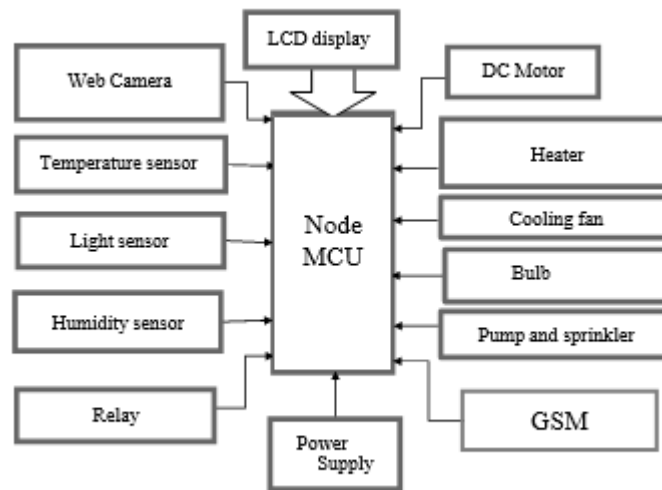 LCD display
Web Camera
DC Motor
Temperature sensor
Heater
Light sensor
Node
MCU
Cooling fan
Bulb
Humidity sensor
Pump and sprinkler
Relay
GSM
Power
Supply